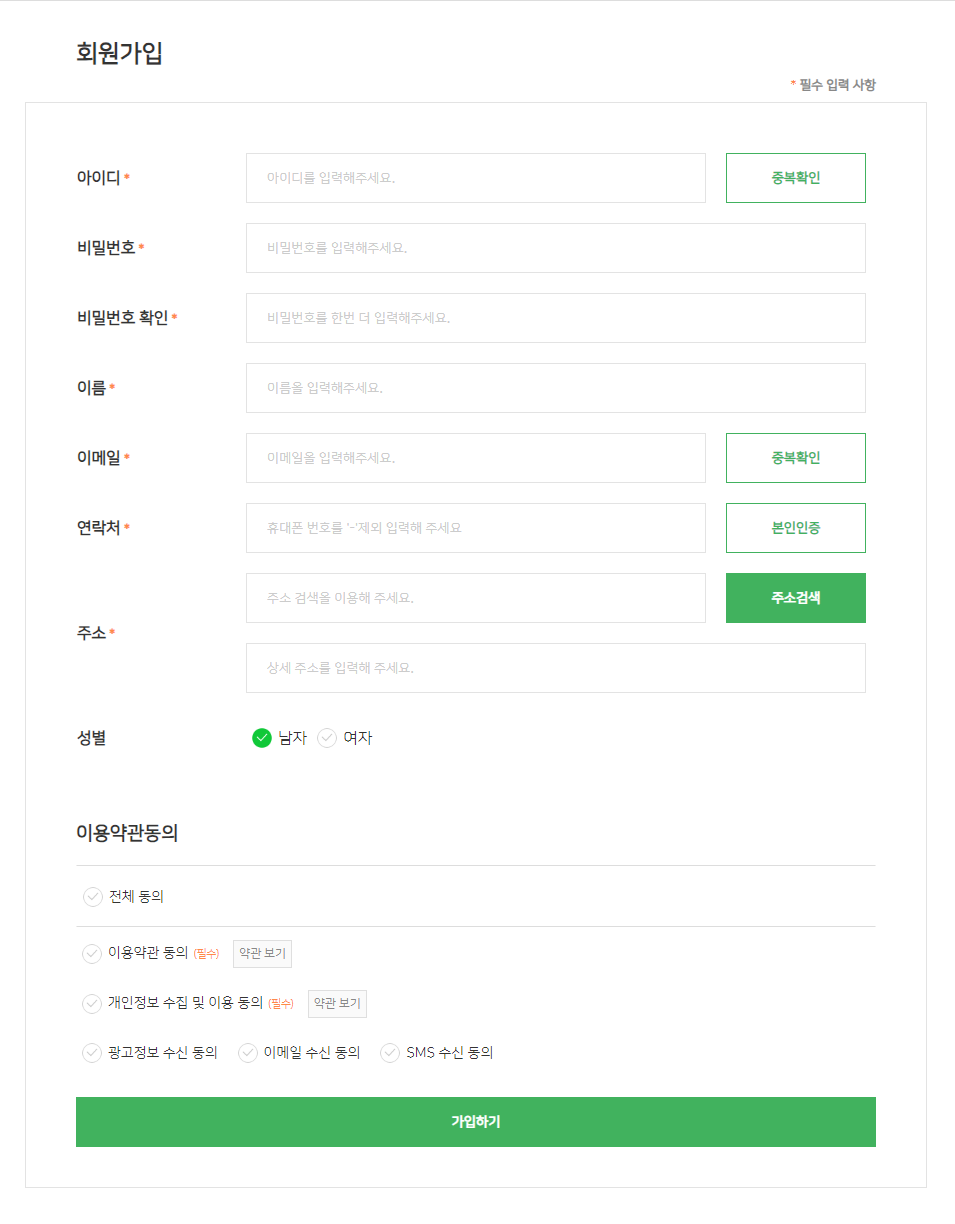 회원가입
* 필수 입력 사항
아이디 * 아이디를 입력해주세요. 중복확인
비밀번호 * 비밀번호를 입력해주세요.
비밀번호 확인 * 비밀번호를 한번 더 입력해주세요.
이름 * 이름을 입력해주세요.
이메일 * 이메일을 입력해주세요. 중복확인
연락처 * 휴대폰 번호를 '-'제외 입력해 주세요 본인인증
주소 검색을 이용해 주세요. 주소검색
주소 *
상세 주소를 입력해 주세요.
성별 남자 여자
이용약관동의
전체 동의
이용약관 동의 (필수) 약관 보기
개인정보 수집 및 이용 동의 (필수) 약관 보기
광고정보 수신 동의 이메일 수신 동의 SMS 수신 동의
가입하기